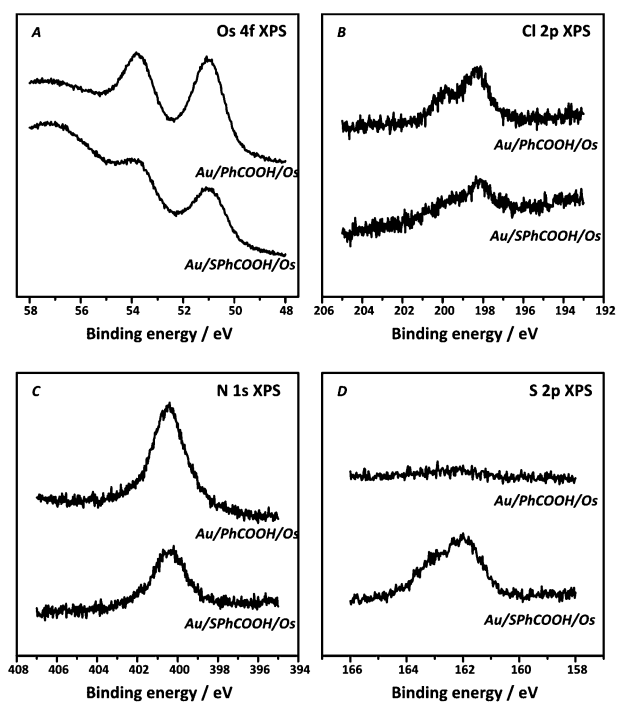 A
Os 4f XPS
Au/PhCOOH/Os
Au/SPhCOOH/Os
58 56 54 52 50 48
Binding energy / eV
B
Cl 2p XPS
Au/PhCOOH/Os
Au/SPhCOOH/Os
206 204 202 200 198 196 194 192
Binding energy / eV
C
N 1s XPS
Au/PhCOOH/Os
Au/SPhCOOH/Os
408 406 404 402 400 398 396 394
Binding energy / eV
D
S 2p XPS
Au/PhCOOH/Os
Au/SPhCOOH/Os
166 164 162 160 158
Binding energy / eV